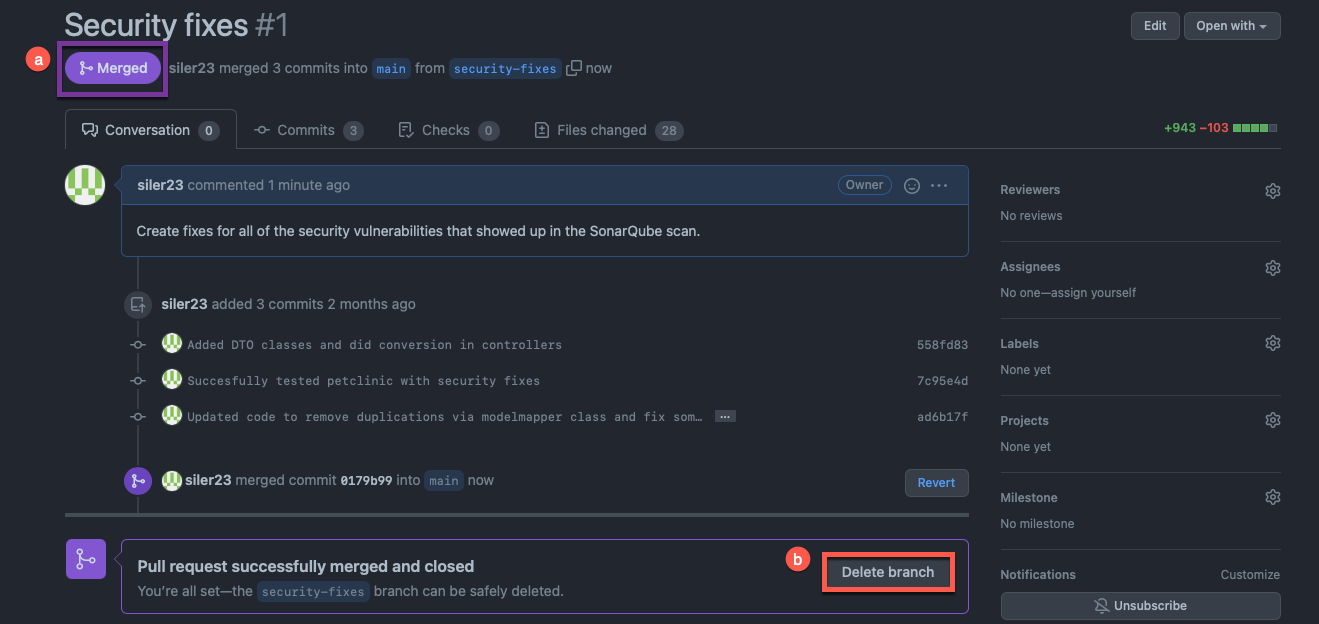 Security fixes #1
Edit
Open with
a
Merged
siler23 merged 3 commits into main from security-fixes now
Conversation 0
Commits 3
Checks 0
Files changed 28
+943 −103
siler23 commented 1 minute ago
Owner
...
Create fixes for all of the security vulnerabilities that showed up in the SonarQube scan.
siler23 added 3 commits 2 months ago
Added DTO classes and did conversion in controllers 558fd83
Succesfully tested petclinic with security fixes 7c95e4d
Updated code to remove duplications via modelmapper class and fix som… ... ad6b17f
siler23 merged commit 0179b99 into main now
Revert
Pull request successfully merged and closed
You're all set—the security-fixes branch can be safely deleted.
b
Delete branch
Reviewers
No reviews
Assignees
No one—assign yourself
Labels
None yet
Projects
None yet
Milestone
No milestone
Notifications Customize
Unsubscribe